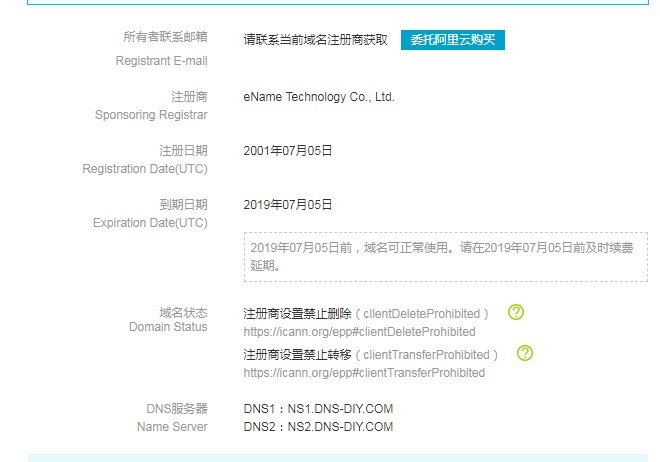 所有者联系邮箱 请联系当前域名注册商获取 委托阿里云购买
Registrant E-mail
注册商 eName Technology Co., Ltd.
Sponsoring Registrar
注册日期 2001年07月05日
Registration Date(UTC)
到期日期 2019年07月05日
Expiration Date(UTC)
2019年07月05日前，域名可正常使用。请在2019年07月05日前及时续费
延期。
域名状态 注册商设置禁止删除（clientDeleteProhibited） ?
Domain Status https://icann.org/epp#clientDeleteProhibited
注册商设置禁止转移（clientTransferProhibited） ?
https://icann.org/epp#clientTransferProhibited
DNS服务器 DNS1：NS1.DNS-DIY.COM
Name Server DNS2：NS2.DNS-DIY.COM